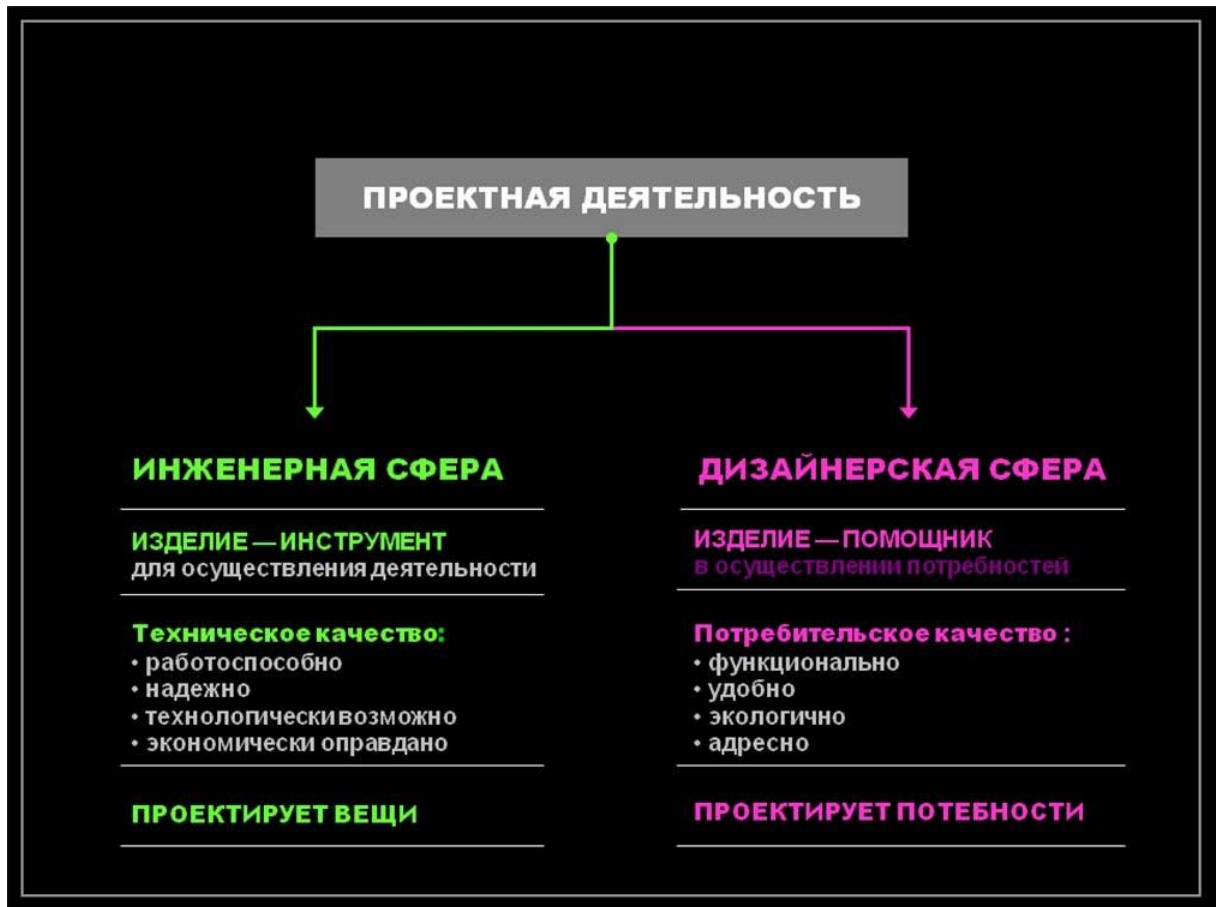 ПРОЕКТНАЯ ДЕЯТЕЛЬНОСТЬ
ИНЖЕНЕРНАЯ СФЕРА
ИЗДЕЛИЕ — ИНСТРУМЕНТ
для осуществления деятельности
Техническое качество:
• работоспособно
• надежно
• технологически возможно
• экономически оправдано
ПРОЕКТИРУЕТ ВЕЩИ
ДИЗАЙНЕРСКАЯ СФЕРА
ИЗДЕЛИЕ — ПОМОЩНИК
в осуществлении потребностей
Потребительское качество :
• функционально
• удобно
• экологично
• адресно
ПРОЕКТИРУЕТ ПОТЕБНОСТИ